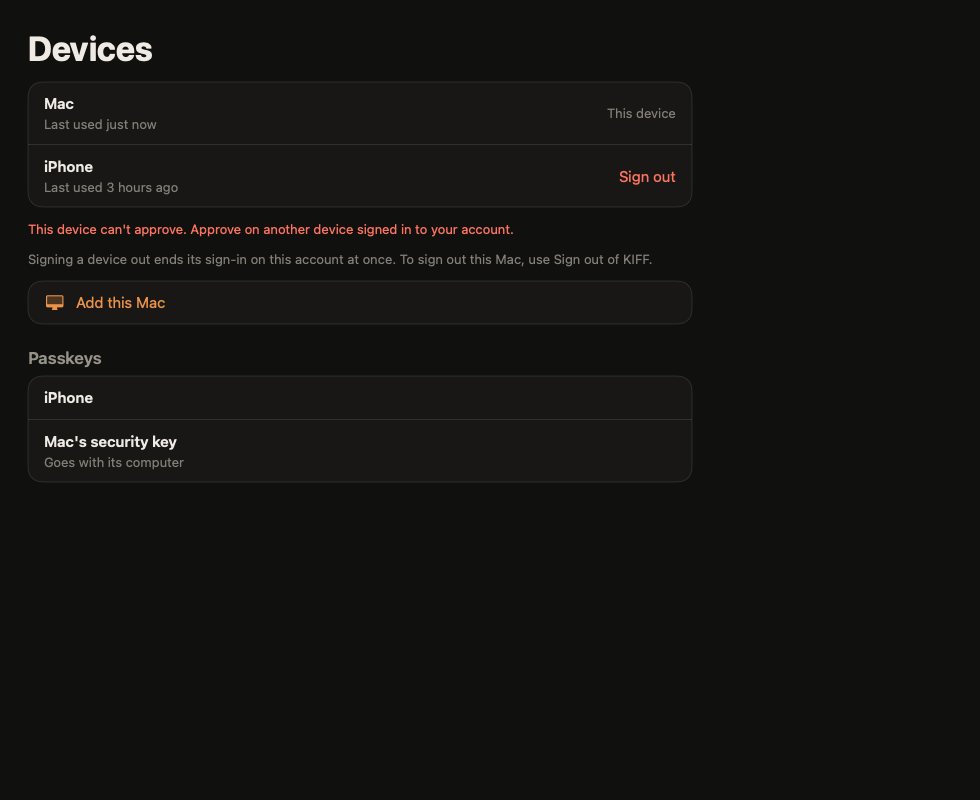 Devices
Mac
Last used just now
This device
iPhone
Last used 3 hours ago
Sign out
This device can't approve. Approve on another device signed in to your account.
Signing a device out ends its sign-in on this account at once. To sign out this Mac, use Sign out of KIFF.
Add this Mac
Passkeys
iPhone
Mac's security key
Goes with its computer